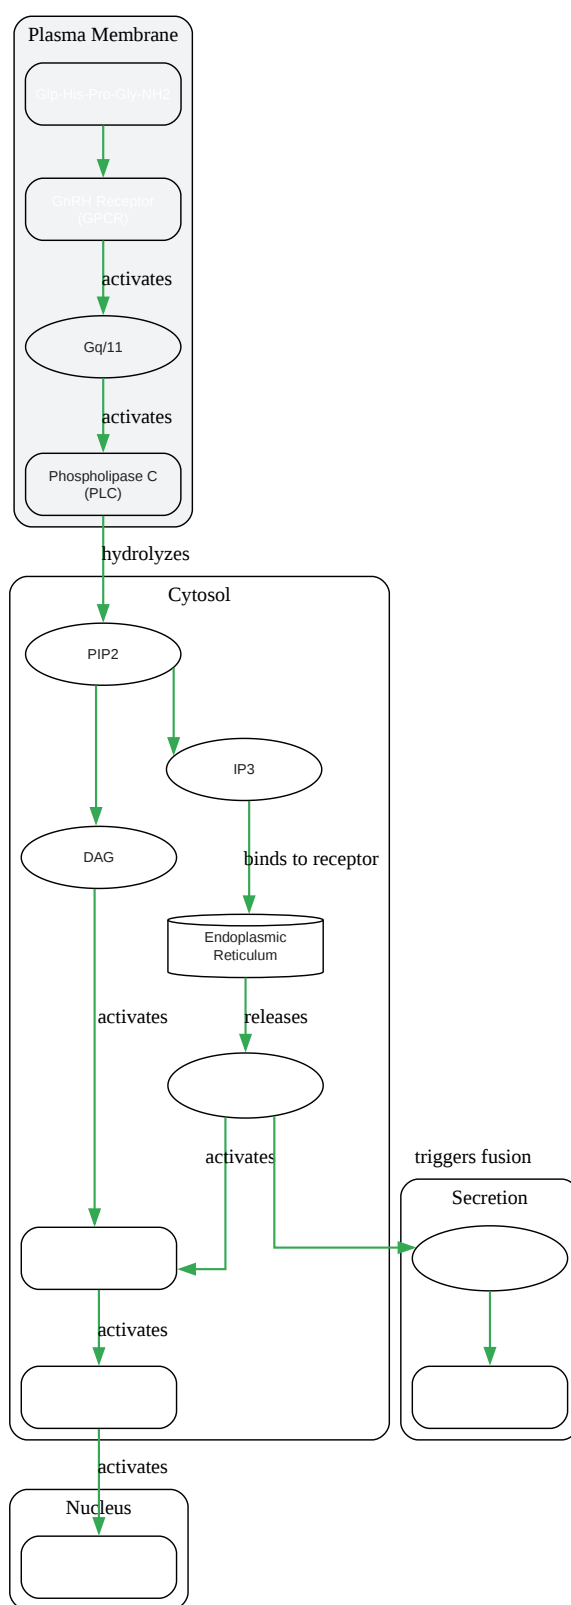 Plasma Membrane
Glp-His-Pro-Gly-NH2
GnRH Receptor
(GPCR)
activates
Gq/11
activates
Phospholipase C
(PLC)
hydrolyzes
Cytosol
PIP2
IP3
DAG
binds to receptor
Endoplasmic
Reticulum
activates
releases
activates
triggers fusion
Secretion
activates
activates
Nucleus